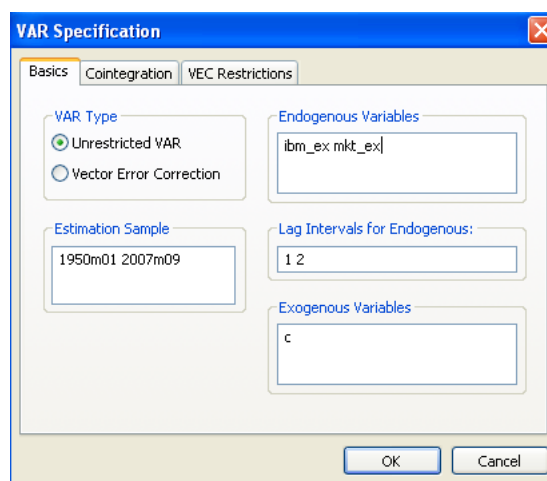 VAR Specification
Basics
Cointegration
VEC Restrictions
VAR Type
Unrestricted VAR
Vector Error Correction
Estimation Sample
1950m01 2007m09
Endogenous Variables
ibm_ex mkt_ex
Lag Intervals for Endogenous:
1 2
Exogenous Variables
c
OK
Cancel